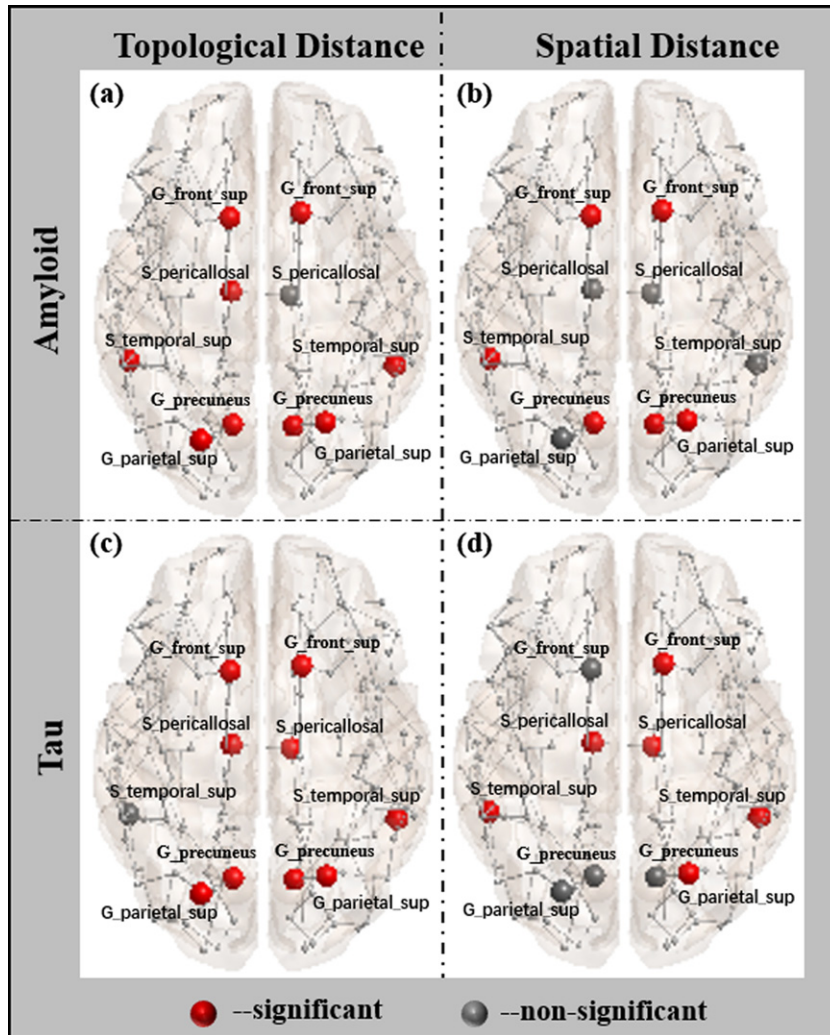 Topological Distance
Spatial Distance
Amyloid
(a)
G_front_sup
G_front_sup
S_pericallosal
S_pericallosal
S_temporal_sup
S_temporal_sup
G_precuneus
G_parietal_sup
G_parietal_sup
(b)
G_front_sup
G_front_sup
S_pericallosal
S_pericallosal
S_temporal_sup
S_temporal_sup
G_precuneus
G_parietal_sup
G_parietal_sup
Tau
(c)
G_front_sup
G_front_sup
S_pericallosal
S_pericallosal
S_temporal_sup
S_temporal_sup
G_precuneus
G_precuneus
G_parietal_sup
G_parietal_sup
(d)
G_front_sup
G_front_sup
S_pericallosal
S_pericallosal
S_temporal_sup
S_temporal_sup
G_precuneus
G_precuneus
G_parietal_sup
G_parietal_sup
--significant
--non-significant